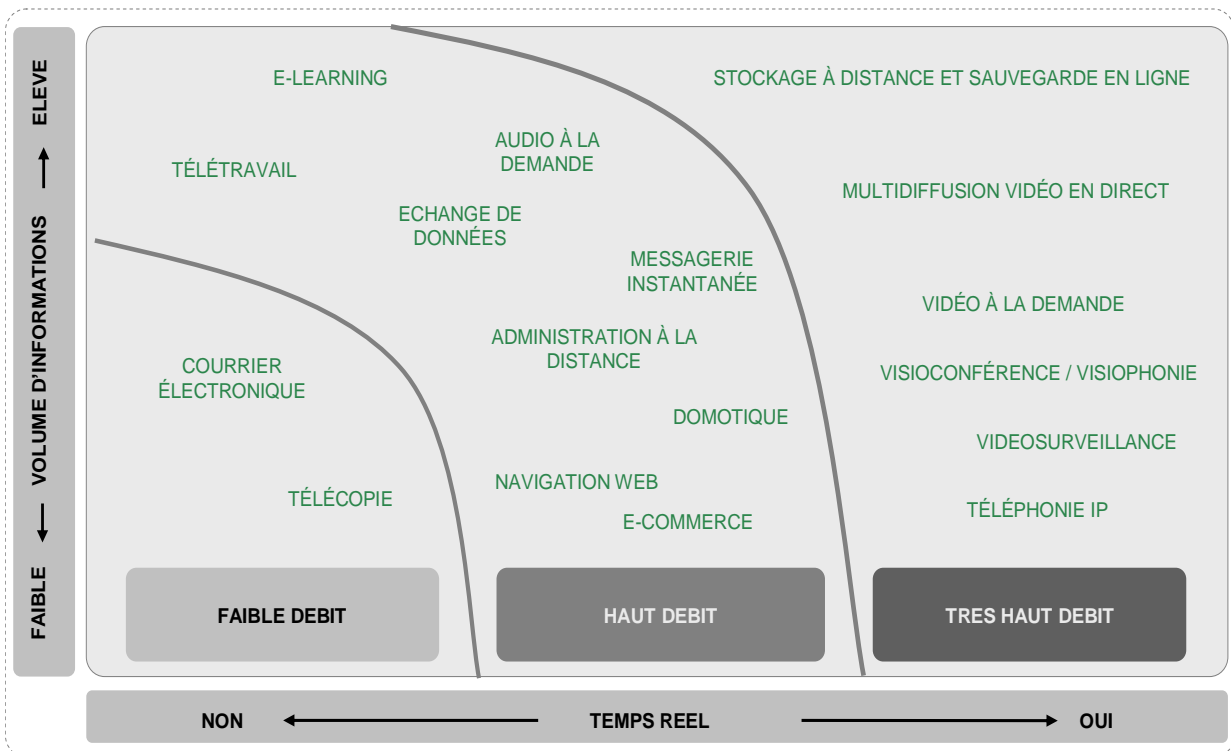 ELEVE
VOLUME D'INFORMATIONS
FAIBLE
E-LEARNING
STOCKAGE À DISTANCE ET SAUVEGARDE EN LIGNE
AUDIO À LA
DEMANDE
TÉLÉTRAVAIL
MULTIDIFFUSION VIDÉO EN DIRECT
ECHANGE DE
DONNÉES
MESSAGERIE
INSTANTANÉE
VIDÉO À LA DEMANDE
ADMINISTRATION À LA
DISTANCE
COURRIER
ÉLECTRONIQUE
VISIOCONFÉRENCE / VISIOPHONIE
DOMOTIQUE
VIDEOSURVEILLANCE
NAVIGATION WEB
TÉLÉCOPIE
TÉLÉPHONIE IP
E-COMMERCE
FAIBLE DEBIT
HAUT DEBIT
TRES HAUT DEBIT
NON
TEMPS REEL
OUI